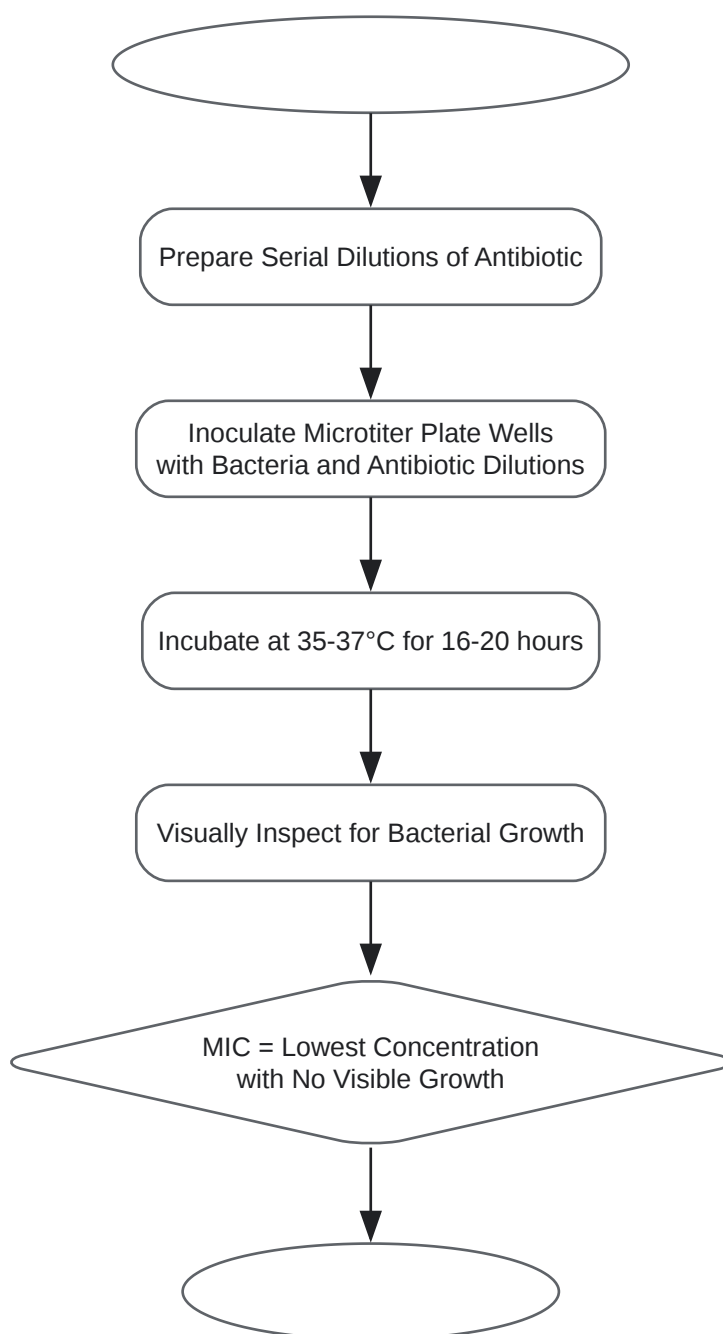 Prepare Serial Dilutions of Antibiotic
Inoculate Microtiter Plate Wells
with Bacteria and Antibiotic Dilutions
Incubate at 35-37°C for 16-20 hours
Visually Inspect for Bacterial Growth
MIC = Lowest Concentration
with No Visible Growth